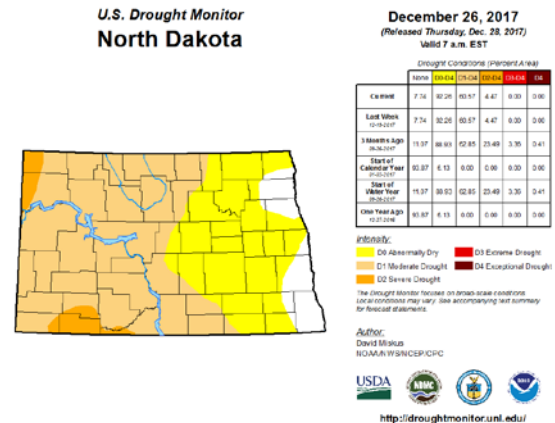 U.S. Drought Monitor
North Dakota
December 26, 2017
(Released Thursday, Dec. 28, 2017)
Valid 7 a.m. EST
Drought Conditions (Percent Area)
None D0-D4 D1-D4 D2-D4 D3-D4 D4
Current 7.74 92.26 60.57 4.47 0.00 0.00
Last Week 7.74 92.26 60.57 4.47 0.00 0.00
3 Months Ago 11.07 88.93 62.85 23.49 3.36 0.41
Start of
Calendar Year 93.87 6.13 0.00 0.00 0.00 0.00
Start of
Water Year 11.07 88.93 62.85 23.49 3.36 0.41
One Year Ago 93.87 6.13 0.00 0.00 0.00 0.00
Intensity:
D0 Abnormally Dry D3 Extreme Drought
D1 Moderate Drought D4 Exceptional Drought
D2 Severe Drought
The Drought Monitor focuses on broad-scale conditions.
Local conditions may vary. See accompanying text summary
for forecast statements.
Author:
David Miskus
NOAA/NWS/NCEP/CPC
USDA NDMC NOAA
http://droughtmonitor.unl.edu/